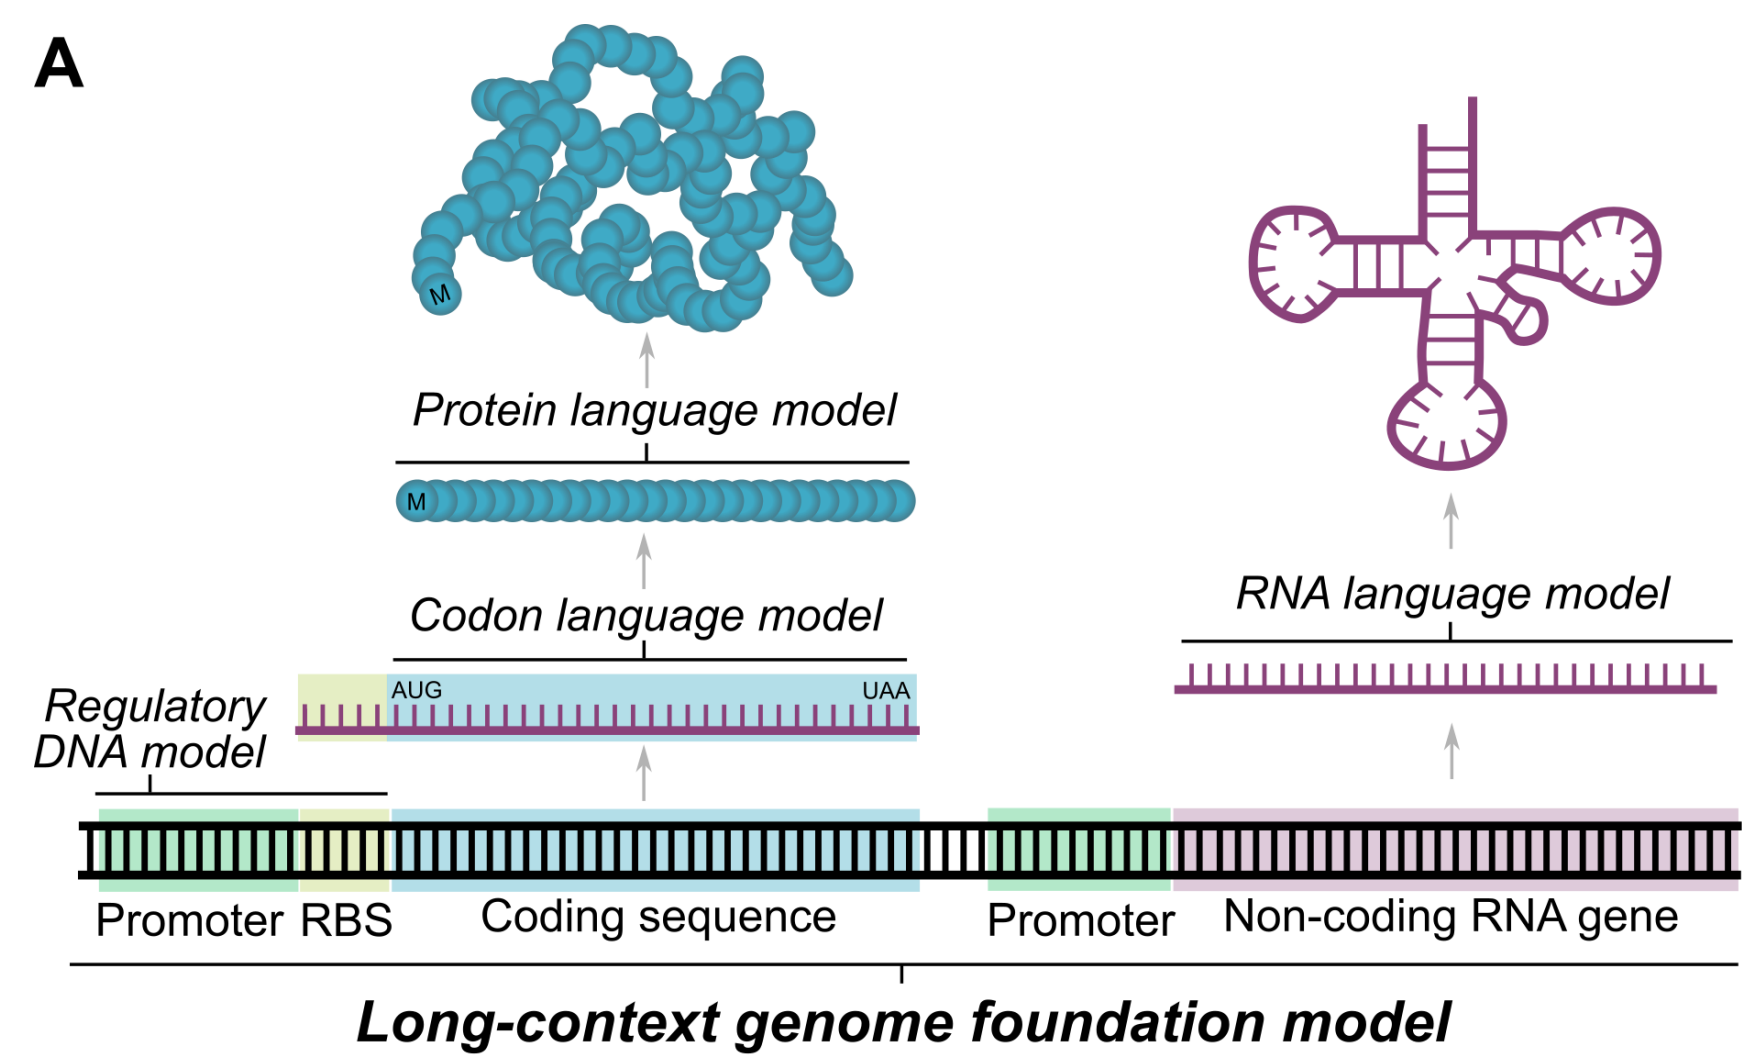 A
M
Protein language model
M
Codon language model
RNA language model
AUG
UAA
Regulatory
DNA model
Promoter
RBS
Coding sequence
Promoter
Non-coding RNA gene
Long-context genome foundation model